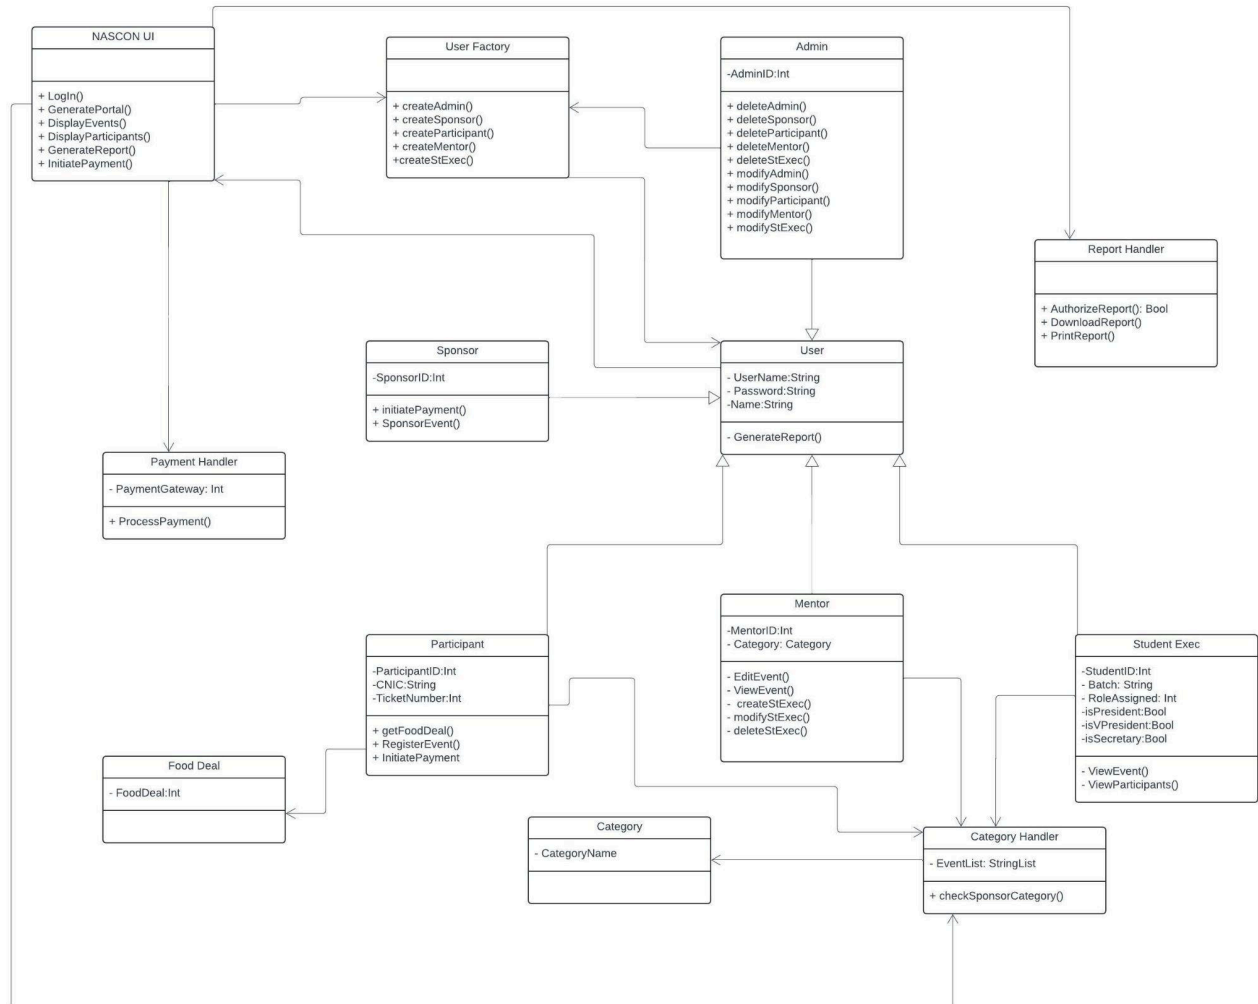 NASCON UI
+ LogIn()
+ GeneratePortal()
+ DisplayEvents()
+ DisplayParticipants()
+ GenerateReport()
+ InitiatePayment()
User Factory
+ createAdmin()
+ createSponsor()
+ createParticipant()
+ createMentor()
+createStExec()
Admin
-AdminID:Int
+ deleteAdmin()
+ deleteSponsor()
+ deleteParticipant()
+ deleteMentor()
+ deleteStExec()
+ modifyAdmin()
+ modifySponsor()
+ modifyParticipant()
+ modifyMentor()
+ modifyStExec()
Report Handler
+ AuthorizeReport(): Bool
+ DownloadReport()
+ PrintReport()
Sponsor
-SponsorID:Int
+ initiatePayment()
+ SponsorEvent()
User
- UserName:String
- Password:String
-Name:String
- GenerateReport()
Payment Handler
- PaymentGateway: Int
+ ProcessPayment()
Participant
-ParticipantID:Int
-CNIC:String
-TicketNumber:Int
+ getFoodDeal()
+ RegisterEvent()
+ InitiatePayment
Mentor
-MentorID:Int
- Category: Category
- EditEvent()
- ViewEvent()
- createStExec()
- modifyStExec()
- deleteStExec()
Student Exec
-StudentID:Int
- Batch: String
- RoleAssigned: Int
-isPresident:Bool
-isVPresident:Bool
-isSecretary:Bool
- ViewEvent()
- ViewParticipants()
Food Deal
- FoodDeal:Int
Category
- CategoryName
Category Handler
- EventList: StringList
+ checkSponsorCategory()